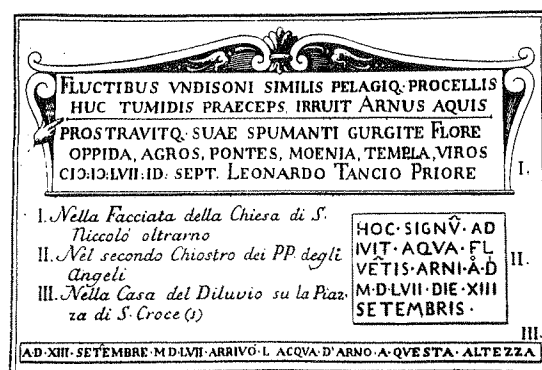 FLUCTIBUS VNDISONI SIMILIS PELAGIQ. PROCELLIS
HUC TUMIDIS PRAECEPS, IRRUIT ARNUS AQUIS
PROSTRAVITQ. SUAE SPUMANTI GURGITE FLORE
OPPIDA, AGROS, PONTES, MOENIA, TEMPLA, VIROS
CIƆ:IƆ:LVII:ID: SEPT. LEONARDO TANCIO PRIORE
I.
I. Nella Facciata della Chiesa di S.
Niccolò oltrarno
II. Nel secondo Chiostro dei PP. degli
Angeli
III. Nella Casa del Diluvio su la Piaz-
za di S. Croce (1)
HOC·SIGNV̂·AD
IVIT·AQVA·FL
VE̅TIS·ARNI·Å·D̊
M·D·LVII·DIE·XIII
SETEMBRIS·
II.
III.
A·D·XIII·SETEMBRE·M·D·LVII·ARRIVÒ·L ACQVA·D'ARNO·A·QVESTA·ALTEZZA